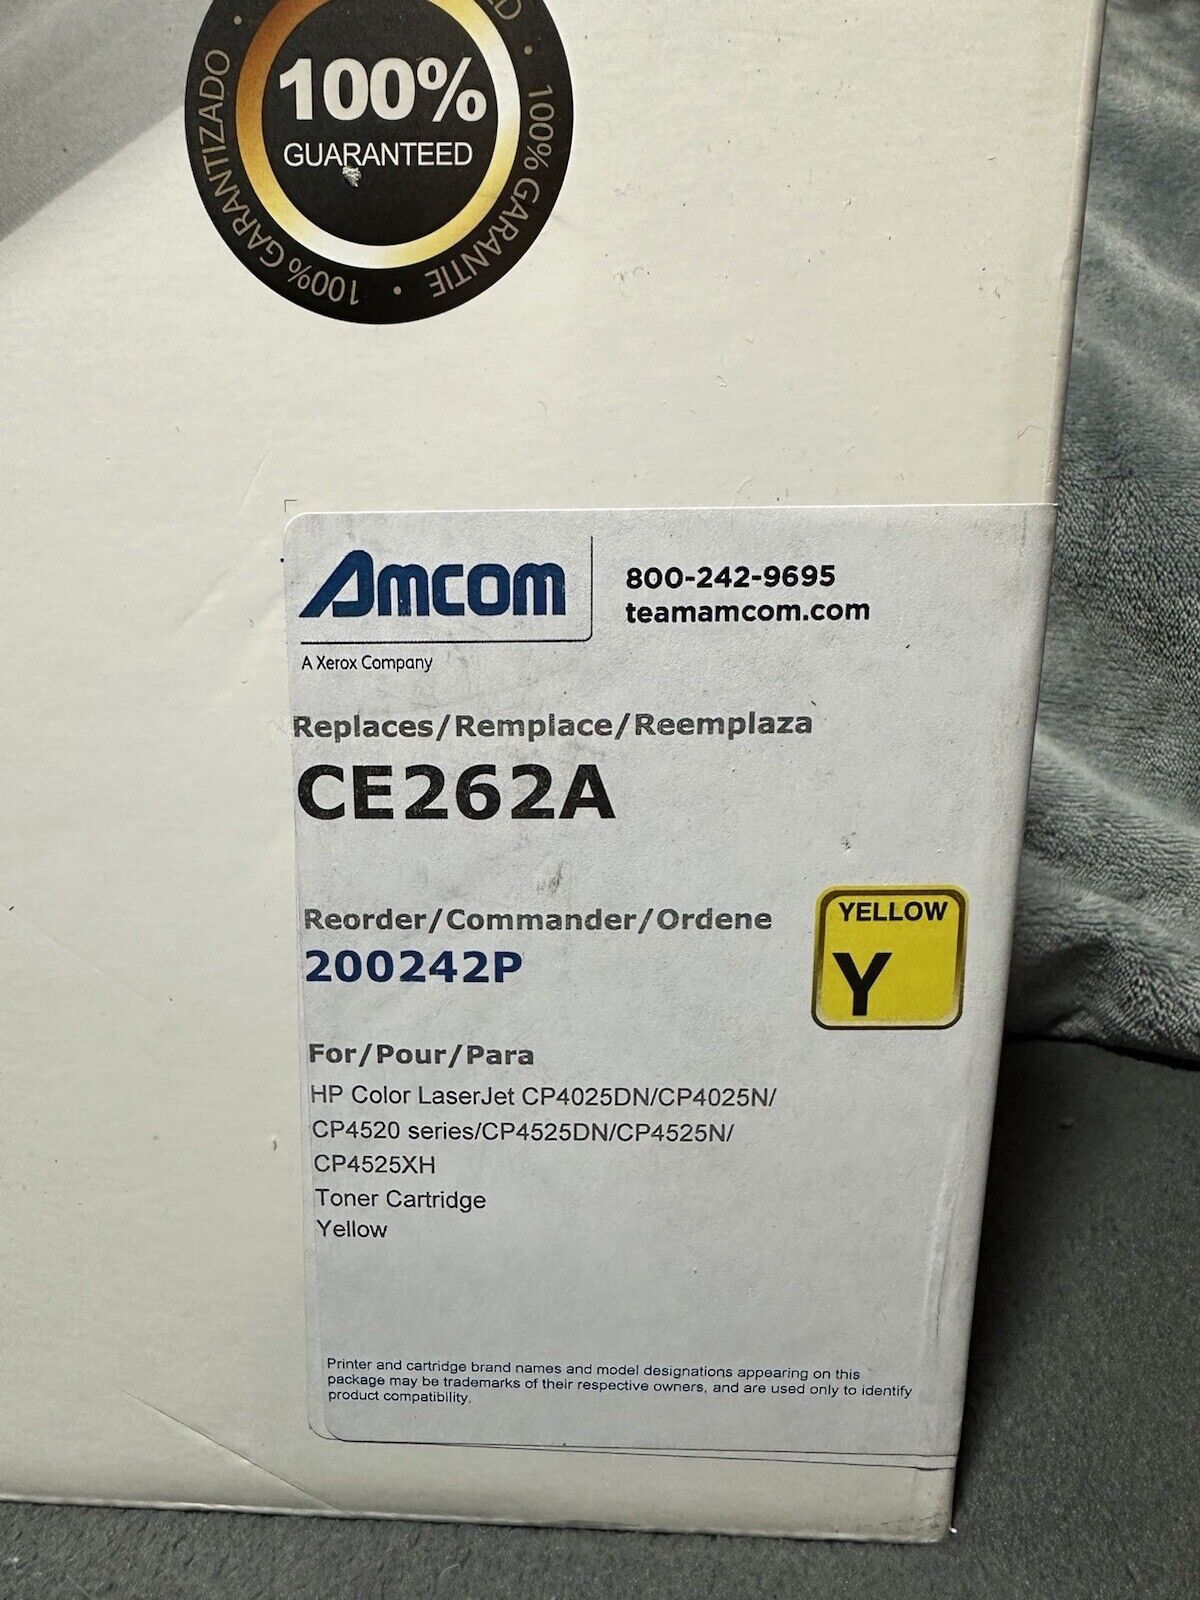 100%
GUARANTEED
100% GARANTIZADO • 100% GARANTIE •
Amcom
A Xerox Company
800-242-9695
teamamcom.com
Replaces/Remplace/Reemplaza
CE262A
Reorder/Commander/Ordene
200242P
YELLOW
Y
For/Pour/Para
HP Color LaserJet CP4025DN/CP4025N/
CP4520 series/CP4525DN/CP4525N/
CP4525XH
Toner Cartridge
Yellow
Printer and cartridge brand names and model designations appearing on this
package may be trademarks of their respective owners, and are used only to identify
product compatibility.